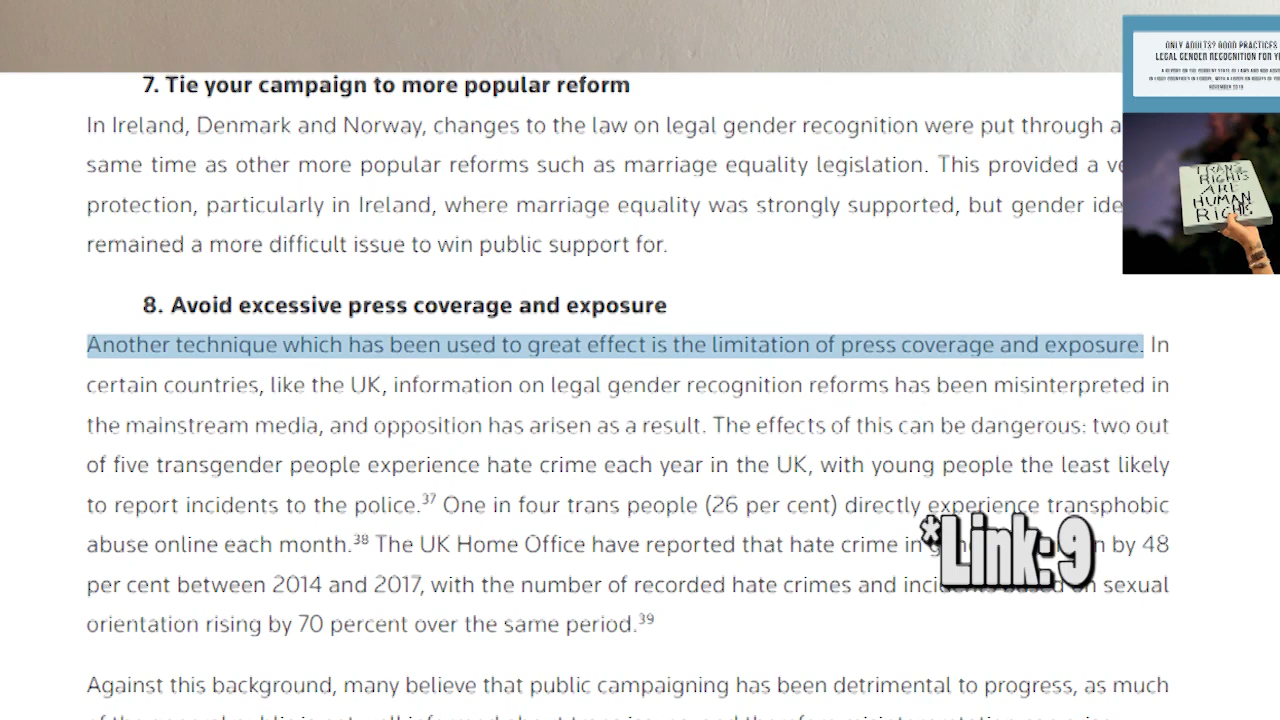 ONLY ADULTS? GOOD PRACTICES
LEGAL GENDER RECOGNITION FOR
NOVEMBER 2019
TRANS
RIGHTS
ARE
HUMAN
RIGHTS
7. Tie your campaign to more popular reform
In Ireland, Denmark and Norway, changes to the law on legal gender recognition were put through
same time as other more popular reforms such as marriage equality legislation. This provided a
protection, particularly in Ireland, where marriage equality was strongly supported, but gender
remained a more difficult issue to win public support for.
8. Avoid excessive press coverage and exposure
Another technique which has been used to great effect is the limitation of press coverage and exposure. In
certain countries, like the UK, information on legal gender recognition reforms has been misinterpreted in
the mainstream media, and opposition has arisen as a result. The effects of this can be dangerous: two out
of five transgender people experience hate crime each year in the UK, with young people the least likely
to report incidents to the police.³⁷ One in four trans people (26 per cent) directly experience transphobic
abuse online each month.³⁸ The UK Home Office have reported that hate crime in by 48
per cent between 2014 and 2017, with the number of recorded hate crimes and sexual
orientation rising by 70 percent over the same period.³⁹
*Link:9
Against this background, many believe that public campaigning has been detrimental to progress, as much